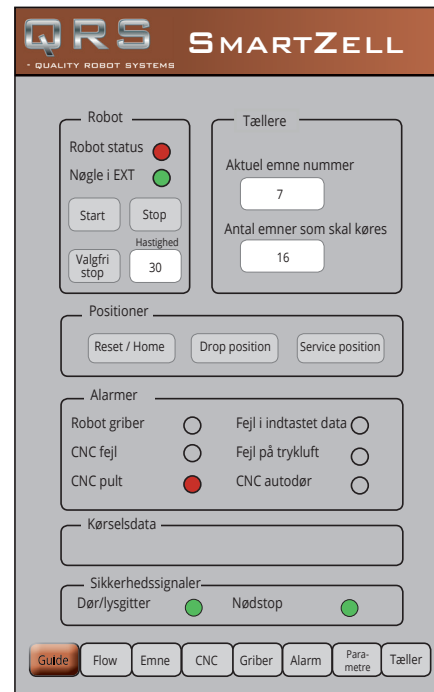 QRS SMARTZELL
- QUALITY ROBOT SYSTEMS
Robot
Robot status
Nøgle i EXT
Start Stop
Hastighed
Valgfri
stop
30
Tællere
Aktuel emne nummer
7
Antal emner som skal køres
16
Positioner
Reset / Home Drop position Service position
Alarmer
Robot griber Fejl i indtastet data
CNC fejl Fejl på trykluft
CNC pult CNC autodør
Kørselsdata
Sikkerhedssignaler
Dør/lysgitter Nødstop
Guide Flow Emne CNC Griber Alarm Para-
metre Tæller